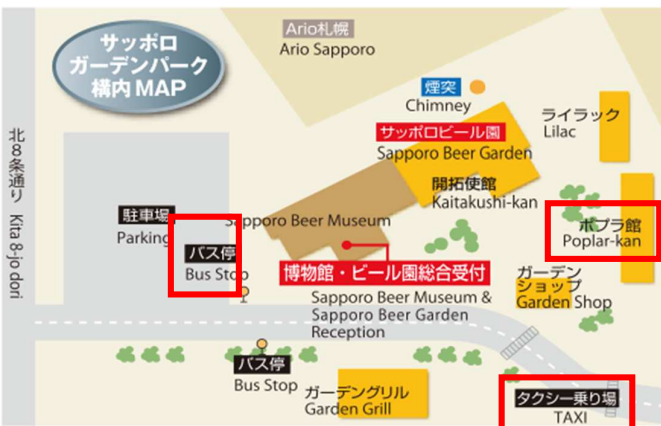 サッポロ
ガーデンパーク
構内MAP
Ario札幌
Ario Sapporo
煙突
Chimney
ライラック
Lilac
サッポロビール園
Sapporo Beer Garden
開拓使館
Kaitakushi-kan
北8条通り Kita 8-jo dori
駐車場
Parking
Sapporo Beer Museum
ポプラ館
Poplar-kan
バス停
Bus Stop
博物館・ビール園総合受付
Sapporo Beer Museum &
Sapporo Beer Garden
Reception
ガーデン
ショップ
Garden Shop
バス停
Bus Stop
ガーデングリル
Garden Grill
タクシー乗り場
TAXI